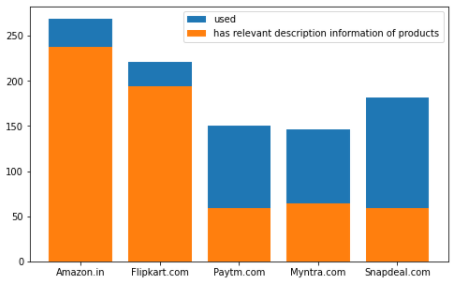 used
has relevant description information of products
250
200
150
100
50
0
Amazon.in Flipkart.com Paytm.com Myntra.com Snapdeal.com